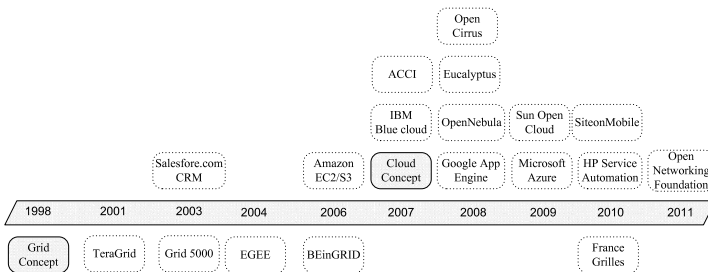 Open
Cirrus
ACCI
Eucalyptus
IBM
Blue cloud
OpenNebula
Sun Open
Cloud
SiteonMobile
Salesfore.com
CRM
Amazon
EC2/S3
Cloud
Concept
Google App
Engine
Microsoft
Azure
HP Service
Automation
Open
Networking
Foundation
1998 2001 2003 2004 2006 2007 2008 2009 2010 2011
Grid
Concept
TeraGrid
Grid 5000
EGEE
BEinGRID
France
Grilles